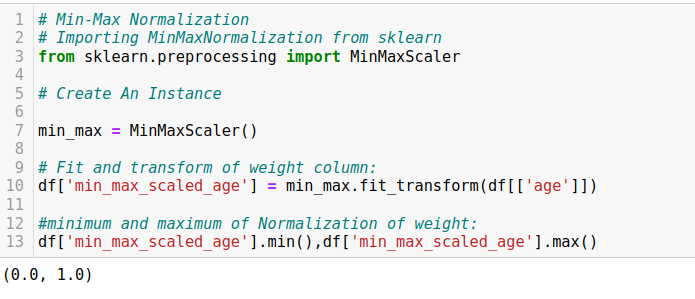 1 # Min-Max Normalization
2 # Importing MinMaxNormalization from sklearn
3 from sklearn.preprocessing import MinMaxScaler
4
5 # Create An Instance
6
7 min_max = MinMaxScaler()
8
9 # Fit and transform of weight column:
10 df['min_max_scaled_age'] = min_max.fit_transform(df[['age']])
11
12 #minimum and maximum of Normalization of weight:
13 df['min_max_scaled_age'].min(),df['min_max_scaled_age'].max()
(0.0, 1.0)